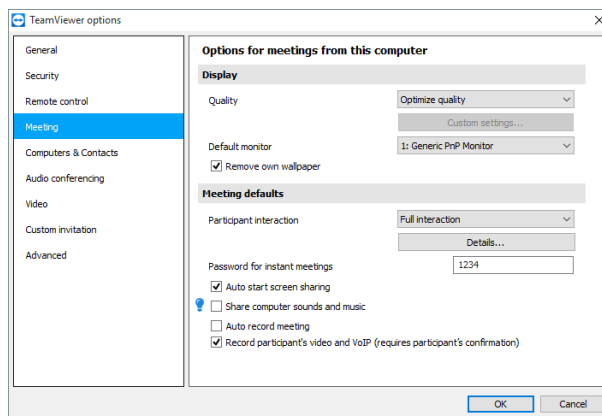 TeamViewer options
General
Security
Remote control
Meeting
Computers & Contacts
Audio conferencing
Video
Custom invitation
Advanced
Options for meetings from this computer
Display
Quality Optimize quality
Custom settings...
Default monitor 1: Generic PnP Monitor
Remove own wallpaper
Meeting defaults
Participant interaction Full interaction
Details...
Password for instant meetings 1234
Auto start screen sharing
Share computer sounds and music
Auto record meeting
Record participant's video and VoIP (requires participant's confirmation)
OK Cancel